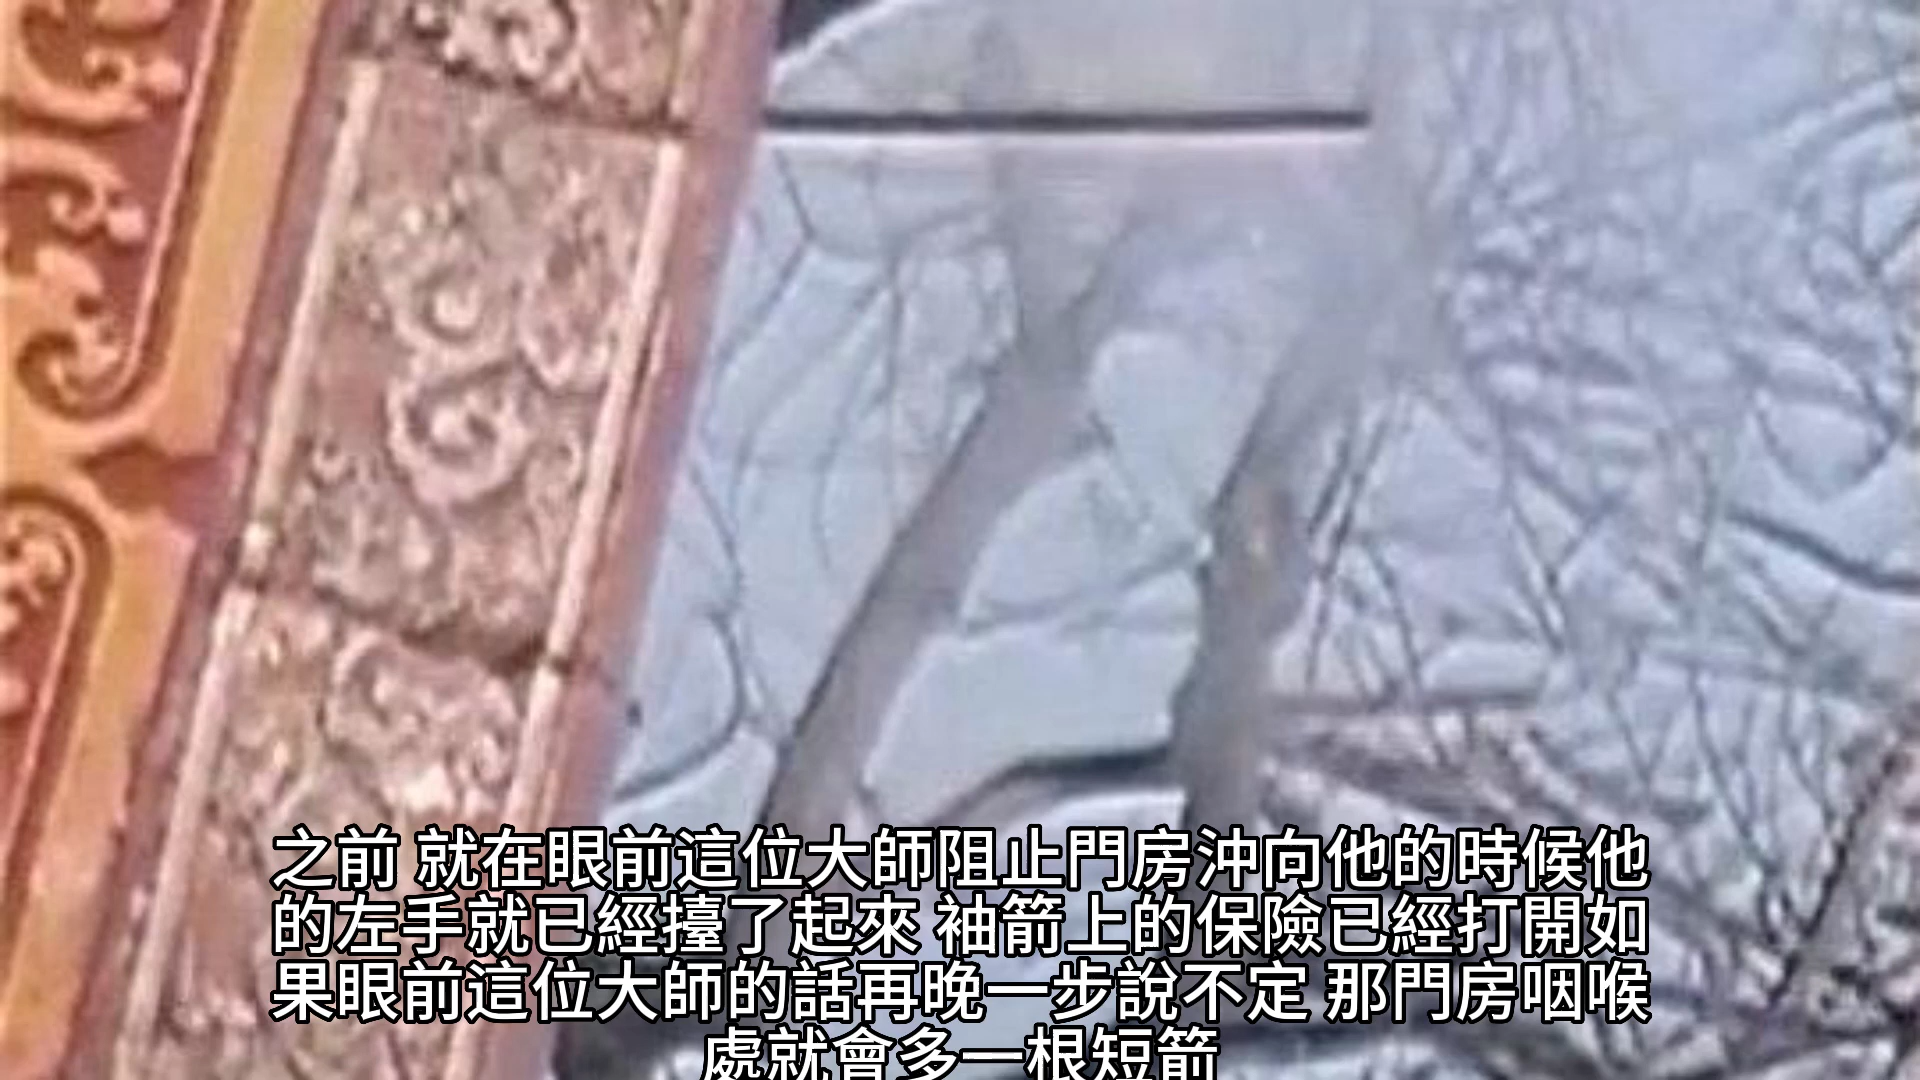 之前 就在眼前這位大師阻止門房沖向他的時候他
的左手就已經擡了起來 袖箭上的保險已經打開如
果眼前這位大師的話再晚一步說不定 那門房咽喉
處就會多一根短箭